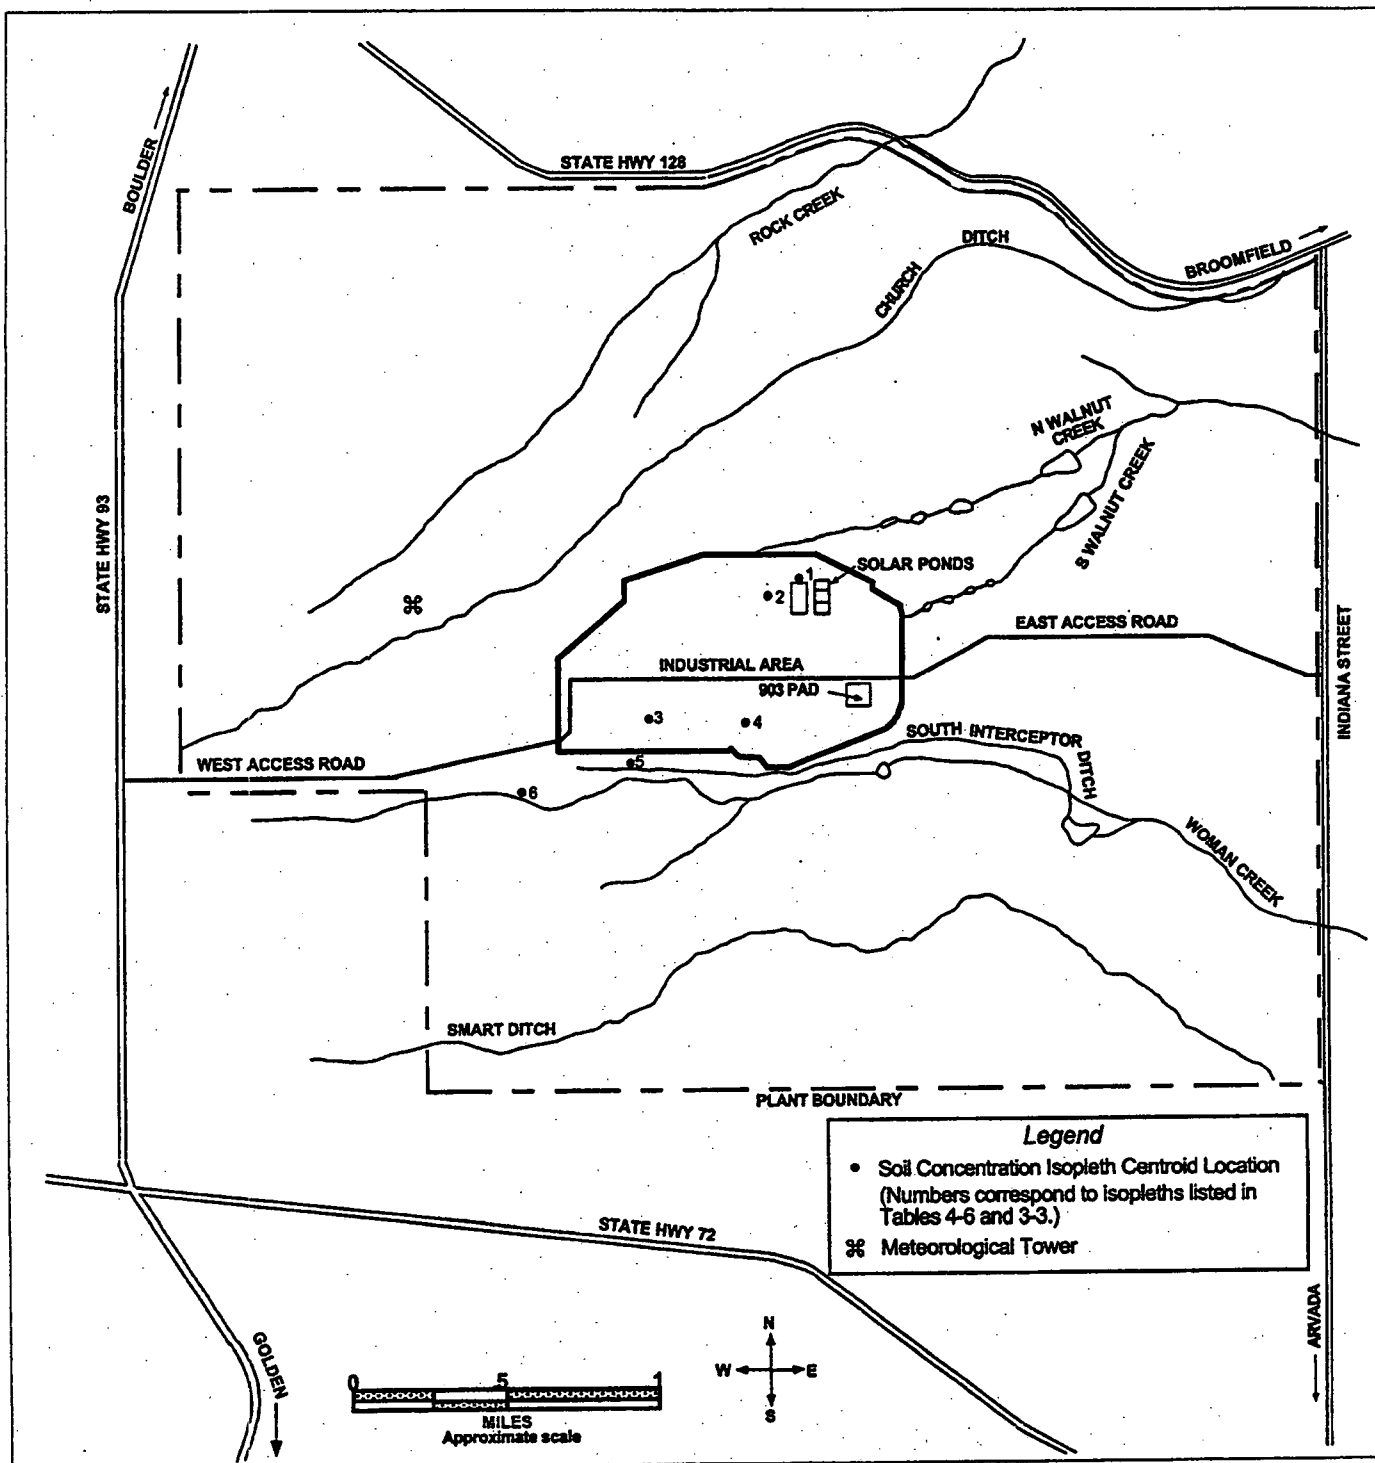 BOULDER
STATE HWY 128
ROCK CREEK
DITCH
CHURCH
BROOMFIELD
N WALNUT
CREEK
S WALNUT CREEK
STATE HWY 93
SOLAR PONDS
1
2
EAST ACCESS ROAD
INDUSTRIAL AREA
903 PAD
INDIANA STREET
3
4
SOUTH INTERCEPTOR
DITCH
WEST ACCESS ROAD
5
6
WOMAN CREEK
SMART DITCH
PLANT BOUNDARY
Legend
Soil Concentration Isopleth Centroid Location
(Numbers correspond to isopleths listed in
Tables 4-6 and 3-3.)
⌘ Meteorological Tower
STATE HWY 72
ARVADA
GOLDEN
N
W E
S
0 5 1
MILES
Approximate scale